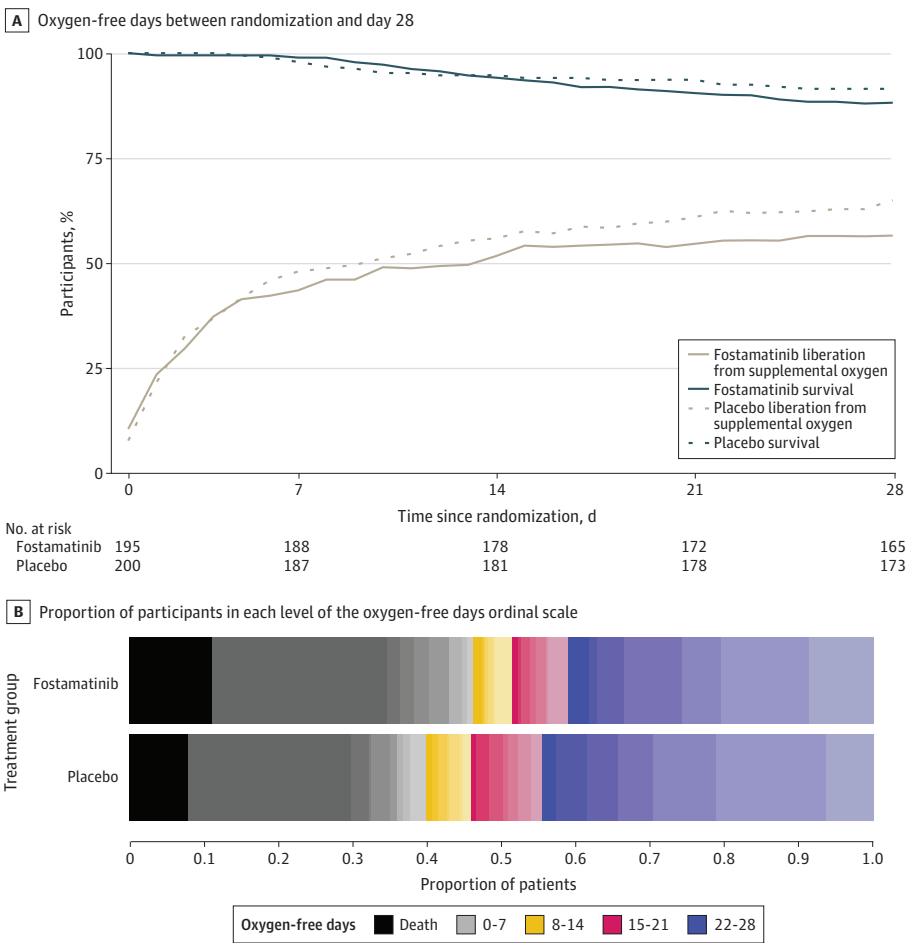 A Oxygen-free days between randomization and day 28
100
75
50
25
0
Participants, %
Fostamatinib liberation
from supplemental oxygen
Fostamatinib survival
Placebo liberation from
supplemental oxygen
Placebo survival
0 7 14 21 28
Time since randomization, d
No. at risk
Fostamatinib 195 188 178 172 165
Placebo 200 187 181 178 173
B Proportion of participants in each level of the oxygen-free days ordinal scale
Treatment group
Fostamatinib
Placebo
0 0.1 0.2 0.3 0.4 0.5 0.6 0.7 0.8 0.9 1.0
Proportion of patients
Oxygen-free days Death 0-7 8-14 15-21 22-28